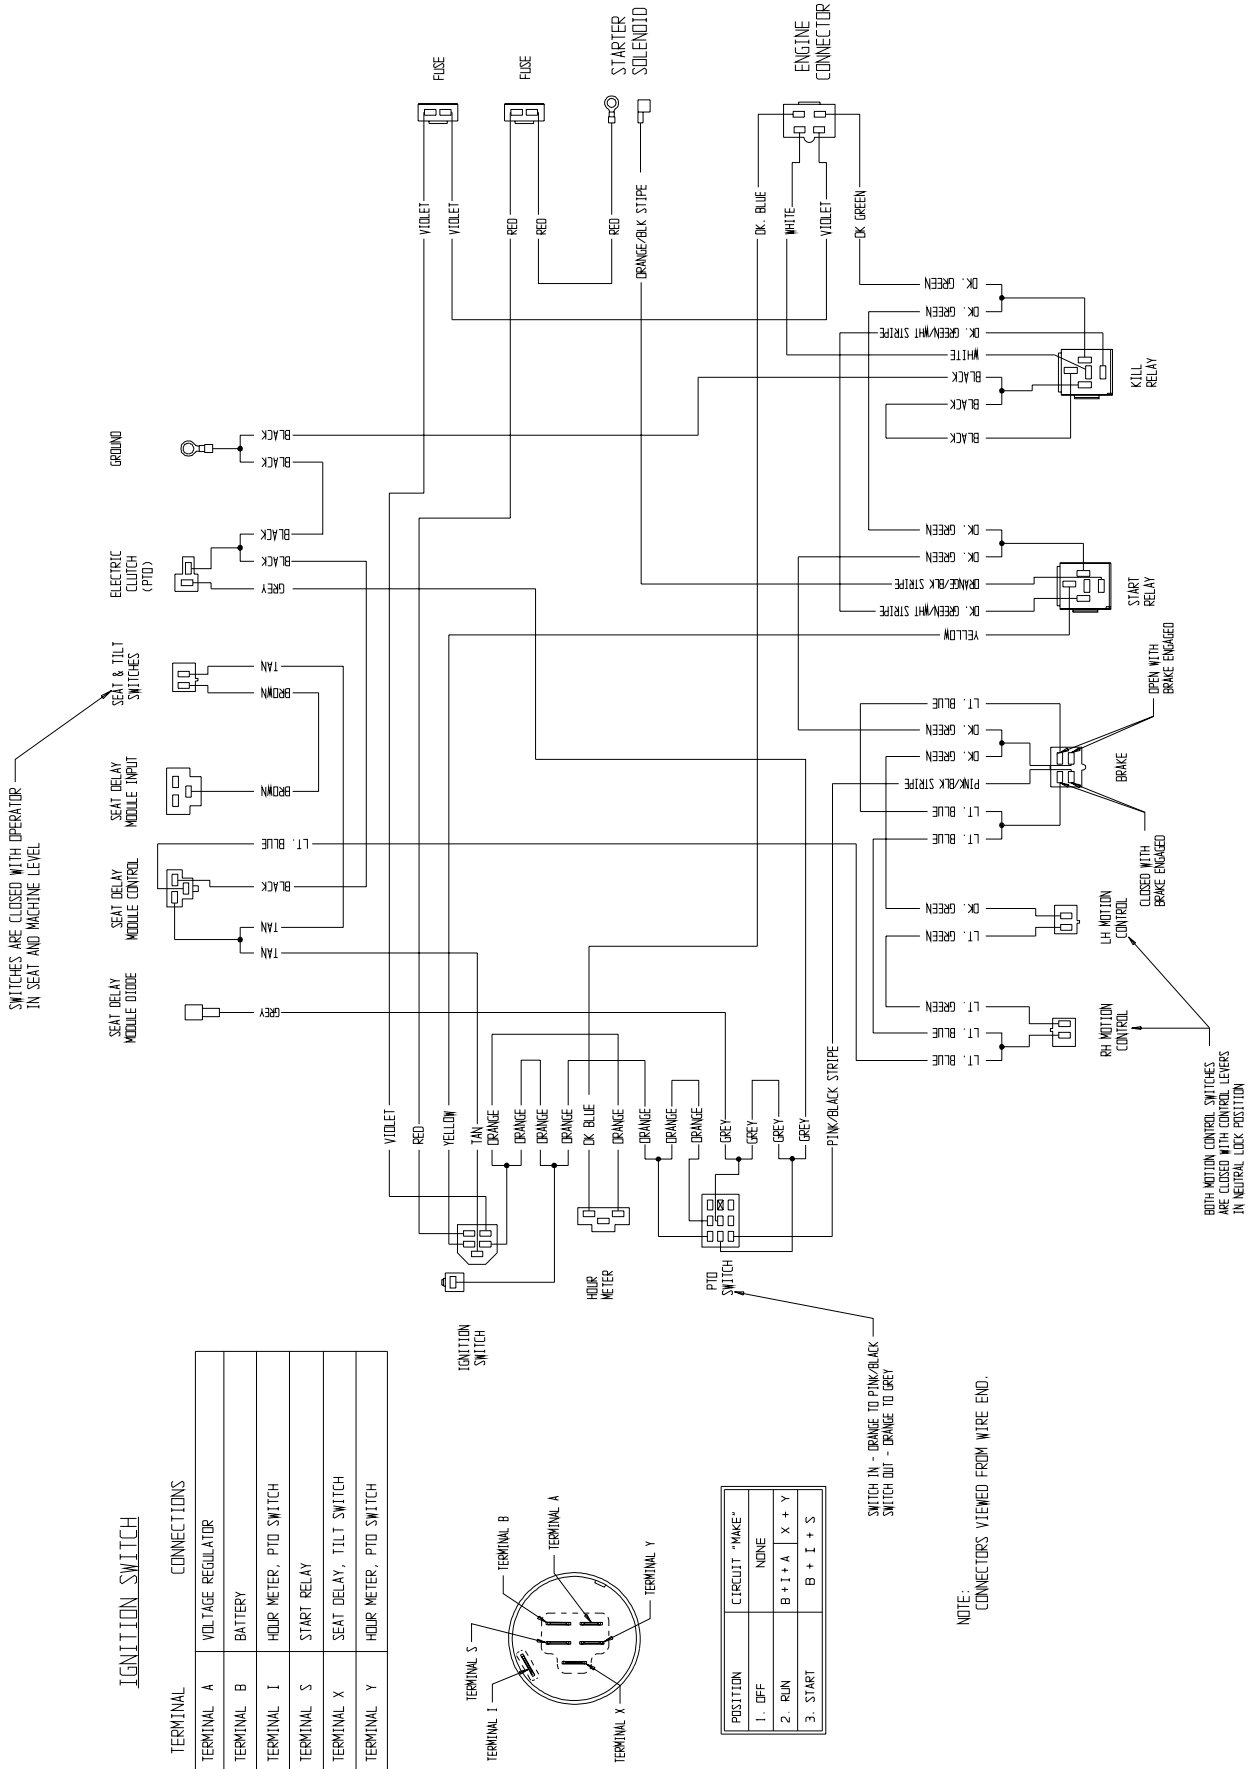 IGNITION SWITCH
TERMINAL CONNECTIONS
TERMINAL A VOLTAGE REGULATOR
TERMINAL B BATTERY
TERMINAL I HOUR METER, PTO SWITCH
TERMINAL S START RELAY
TERMINAL X SEAT DELAY, TILT SWITCH
TERMINAL Y HOUR METER, PTO SWITCH
TERMINAL I
TERMINAL S
TERMINAL B
TERMINAL A
TERMINAL X
TERMINAL Y
POSITION CIRCUIT "MAKE"
1. OFF NONE
2. RUN B+I+A X + Y
3. START B + I + S
NOTE:
CONNECTORS VIEWED FROM WIRE END.
SWITCHES ARE CLOSED WITH OPERATOR
IN SEAT AND MACHINE LEVEL
SEAT DELAY
MODULE DIODE
SEAT DELAY
MODULE CONTROL
SEAT DELAY
MODULE INPUT
SEAT & TILT
SWITCHES
ELECTRIC
CLUTCH
(PTO)
GROUND
GREY
TAN
TAN
BLACK
LT. BLUE
BROWN
BROWN
TAN
GREY
BLACK
BLACK
BLACK
BLACK
FUSE
FUSE
STARTER
SOLENOID
ENGINE
CONNECTOR
VIOLET
VIOLET
RED
RED
RED
ORANGE/BLK STIPE
DK. BLUE
WHITE
VIOLET
DK GREEN
IGNITION
SWITCH
HOUR
METER
PTO
SWITCH
VIOLET
RED
YELLOW
TAN
ORANGE
ORANGE
ORANGE
ORANGE
DK BLUE
ORANGE
ORANGE
ORANGE
ORANGE
GREY
GREY
GREY
GREY
PINK/BLACK STRIPE
SWITCH IN - ORANGE TO PINK/BLACK
SWITCH OUT - ORANGE TO GREY
DK. GREEN
DK. GREEN
DK. GREEN/WHT STRIPE
WHITE
BLACK
BLACK
BLACK
KILL
RELAY
DK. GREEN
DK. GREEN
ORANGE/BLK STRIPE
DK. GREEN/WHT STRIPE
YELLOW
START
RELAY
LT. BLUE
DK. GREEN
DK. GREEN
PINK/BLK STRIPE
LT. BLUE
LT. BLUE
OPEN WITH
BRAKE ENGAGED
BRAKE
CLOSED WITH
BRAKE ENGAGED
DK. GREEN
LT. GREEN
LH MOTION
CONTROL
LT. GREEN
LT. BLUE
LT. BLUE
RH MOTION
CONTROL
BOTH MOTION CONTROL SWITCHES
ARE CLOSED WITH CONTROL LEVERS
IN NEUTRAL LOCK POSITION